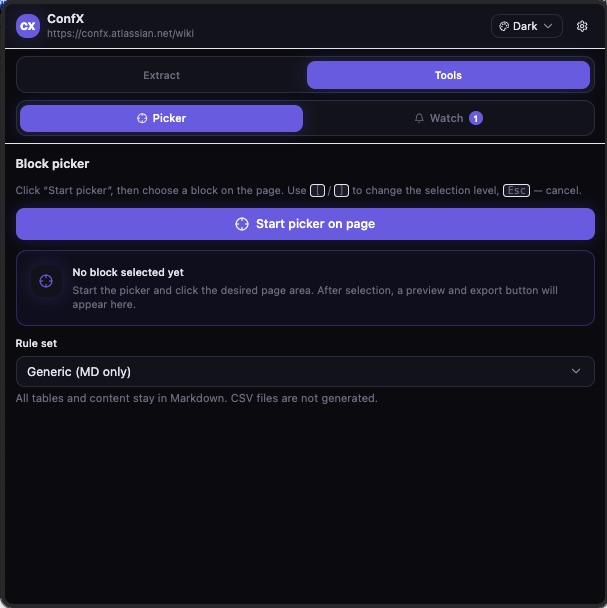 CX ConfX
https://confx.atlassian.net/wiki
Dark
Extract
Tools
Picker
Watch 1
Block picker
Click “Start picker”, then choose a block on the page. Use [ / ] to change the selection level, Esc — cancel.
Start picker on page
No block selected yet
Start the picker and click the desired page area. After selection, a preview and export button will
appear here.
Rule set
Generic (MD only)
All tables and content stay in Markdown. CSV files are not generated.